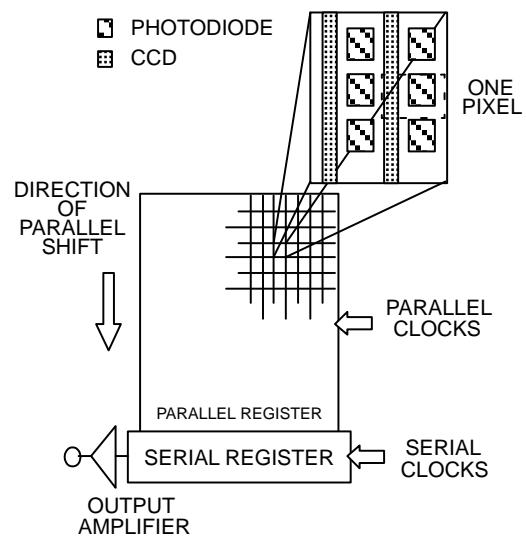 PHOTODIODE
CCD
ONE
PIXEL
DIRECTION
OF
PARALLEL
SHIFT
PARALLEL
CLOCKS
PARALLEL REGISTER
SERIAL REGISTER
SERIAL
CLOCKS
OUTPUT
AMPLIFIER